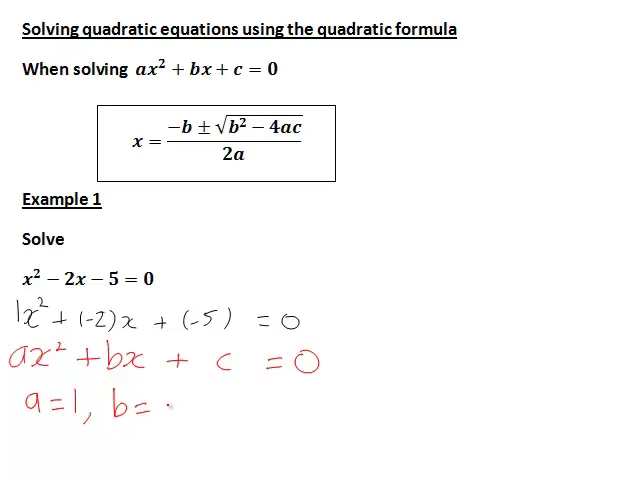 Solving quadratic equations using the quadratic formula
When solving ax² + bx + c = 0
x = (−b ± √(b² − 4ac)) / 2a
Example 1
Solve
x² − 2x − 5 = 0
1x² + (-2)x + (-5) = 0
ax² + bx + c = 0
a = 1, b =